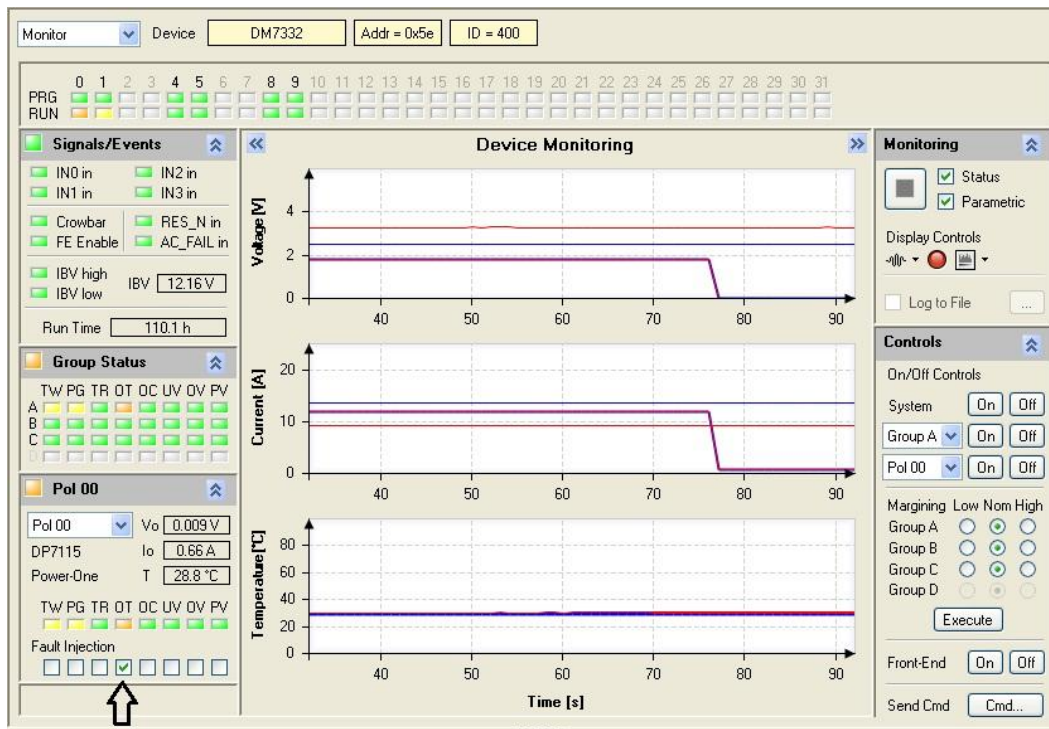 Monitor Device DM7332 Addr = 0x5e ID = 400
0 1 2 3 4 5 6 7 8 9 10 11 12 13 14 15 16 17 18 19 20 21 22 23 24 25 26 27 28 29 30 31
PRG
RUN
Signals/Events
IN0 in IN2 in
IN1 in IN3 in
Crowbar RES_N in
FE Enable AC_FAIL in
IBV high
IBV 12.16 V
IBV low
Run Time 110.1 h
Group Status
TW PG TR OT OC UV OV PV
A
B
C
D
Pol 00
Pol 00 Vo 0.009 V
DP7115 Io 0.66 A
Power-One T 28.8 °C
TW PG TR OT OC UV OV PV
Fault Injection
Device Monitoring
Voltage [V]
4
2
0
40 50 60 70 80 90
Current [A]
20
10
0
40 50 60 70 80 90
Temperature[°C]
80
60
40
20
0
40 50 60 70 80 90
Time [s]
Monitoring
Status
Parametric
Display Controls
Log to File ...
Controls
On/Off Controls
System On Off
Group A On Off
Pol 00 On Off
Margining Low Nom High
Group A
Group B
Group C
Group D
Execute
Front-End On Off
Send Cmd Cmd...